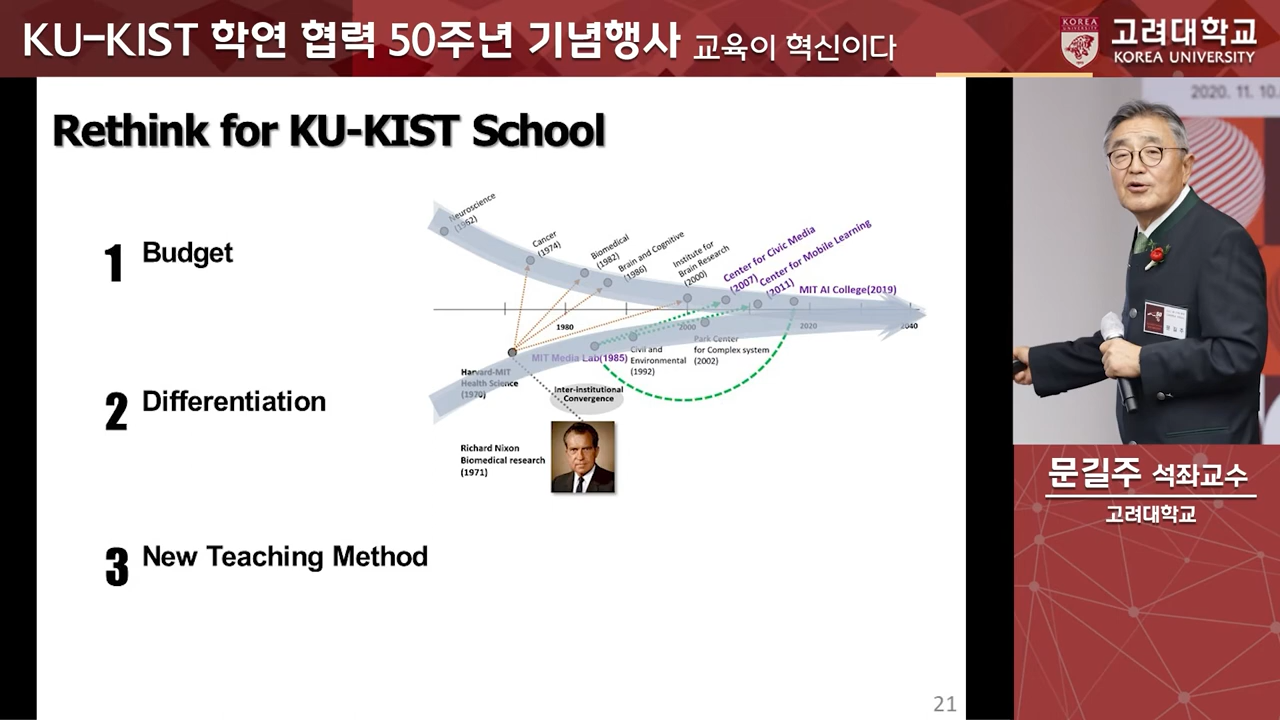 KU-KIST 학연 협력 50주년 기념행사 교육이 혁신이다
KOREA
UNIVERSITY
고려대학교
KOREA UNIVERSITY
2020. 11. 10.
Rethink for KU-KIST School
1 Budget
2 Differentiation
3 New Teaching Method
Neuroscience
(1962)
Cancer
(1974)
Biomedical
(1982)
Brain and Cognitive
(1986)
Institute for
Brain Research
(2000)
Center for Civic Media
(2007)
Center for Mobile Learning
(2011)
MIT AI College(2019)
1980
2000
2020
2040
MIT Media Lab(1985)
Civil and
Environmental
(1992)
Park Center
for Complex system
(2002)
Harvard-MIT
Health Science
(1970)
Inter-institutional
Convergence
Richard Nixon
Biomedical research
(1971)
21
문길주 석좌교수
고려대학교